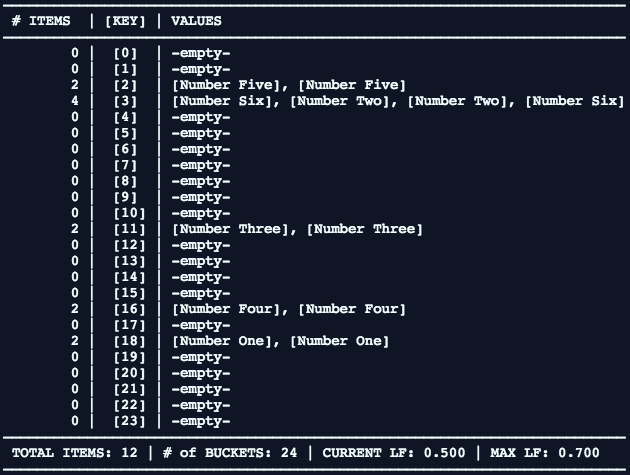 # ITEMS | [KEY] | VALUES
0 | [0] | -empty-
0 | [1] | -empty-
2 | [2] | [Number Five], [Number Five]
4 | [3] | [Number Six], [Number Two], [Number Two], [Number Six]
0 | [4] | -empty-
0 | [5] | -empty-
0 | [6] | -empty-
0 | [7] | -empty-
0 | [8] | -empty-
0 | [9] | -empty-
0 | [10] | -empty-
2 | [11] | [Number Three], [Number Three]
0 | [12] | -empty-
0 | [13] | -empty-
0 | [14] | -empty-
0 | [15] | -empty-
2 | [16] | [Number Four], [Number Four]
0 | [17] | -empty-
2 | [18] | [Number One], [Number One]
0 | [19] | -empty-
0 | [20] | -empty-
0 | [21] | -empty-
0 | [22] | -empty-
0 | [23] | -empty-
TOTAL ITEMS: 12 | # of BUCKETS: 24 | CURRENT LF: 0.500 | MAX LF: 0.700